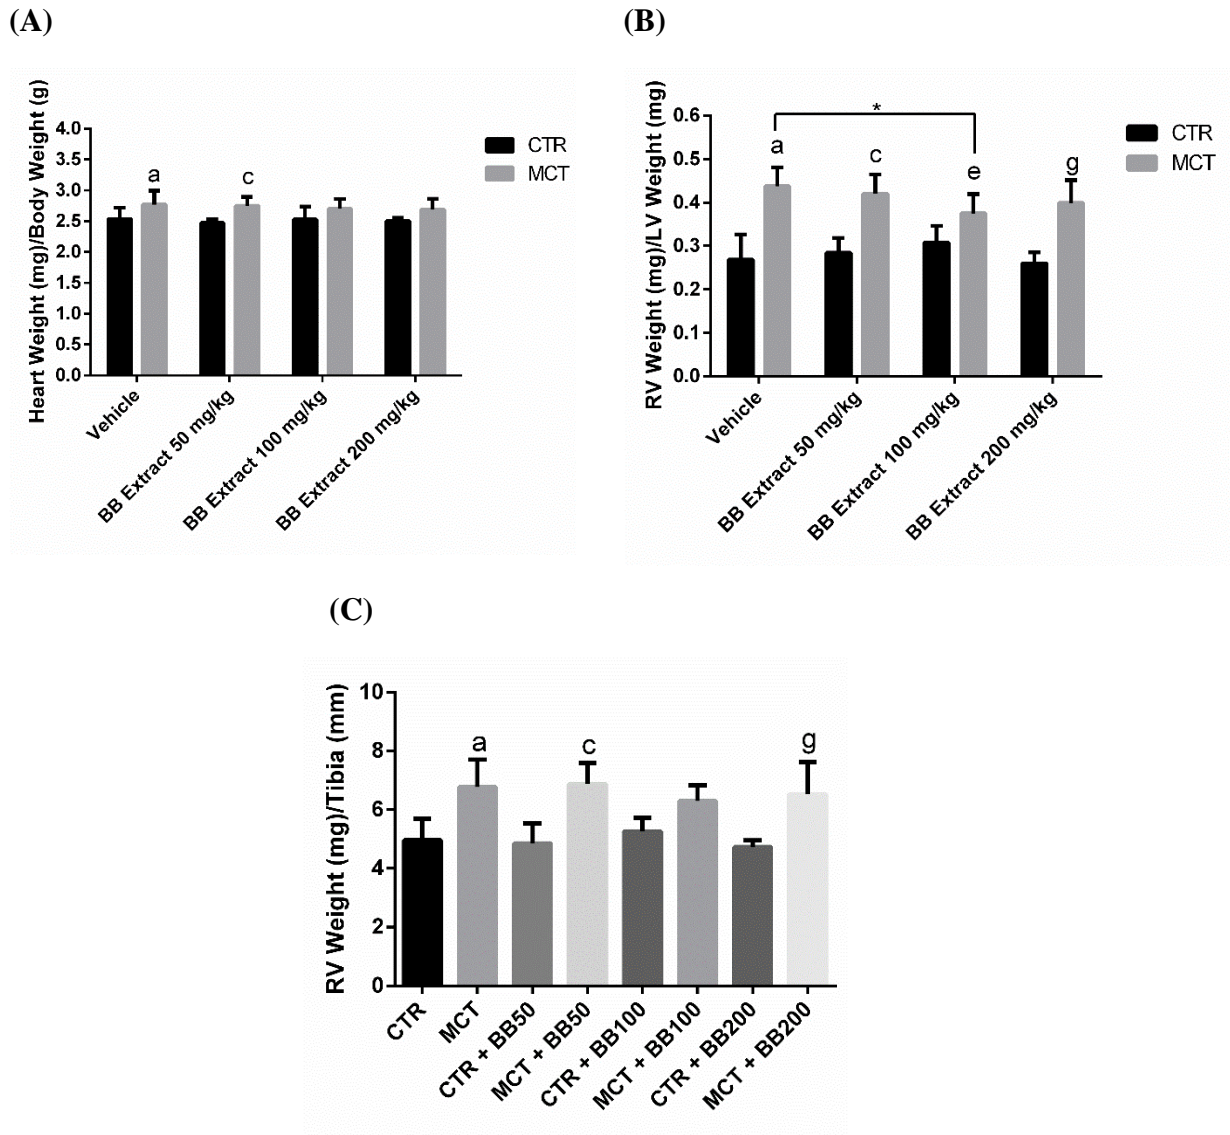 (A)
Heart Weight (mg)/Body Weight (g)
4.0
3.5
3.0
2.5
2.0
1.5
1.0
0.5
0.0
a
c
CTR
MCT
Vehicle
BB Extract 50 mg/kg
BB Extract 100 mg/kg
BB Extract 200 mg/kg
(B)
RV Weight (mg)/LV Weight (mg)
0.6
0.5
0.4
0.3
0.2
0.1
0.0
*
a
c
e
g
CTR
MCT
Vehicle
BB Extract 50 mg/kg
BB Extract 100 mg/kg
BB Extract 200 mg/kg
(C)
RV Weight (mg)/Tibia (mm)
10
8
6
4
2
0
a
c
g
CTR
MCT
CTR + BB50
MCT + BB50
CTR + BB100
MCT + BB100
CTR + BB200
MCT + BB200